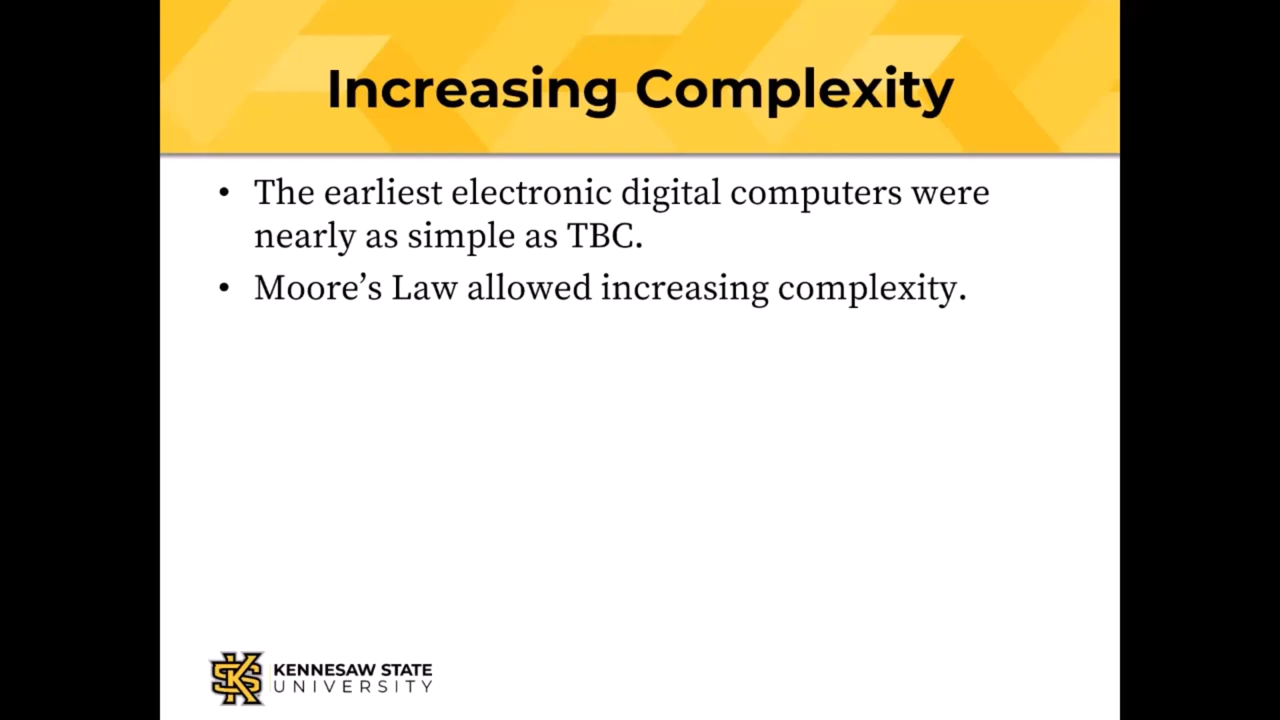 Increasing Complexity
• The earliest electronic digital computers were
nearly as simple as TBC.
• Moore’s Law allowed increasing complexity.
KENNESAW STATE
UNIVERSITY